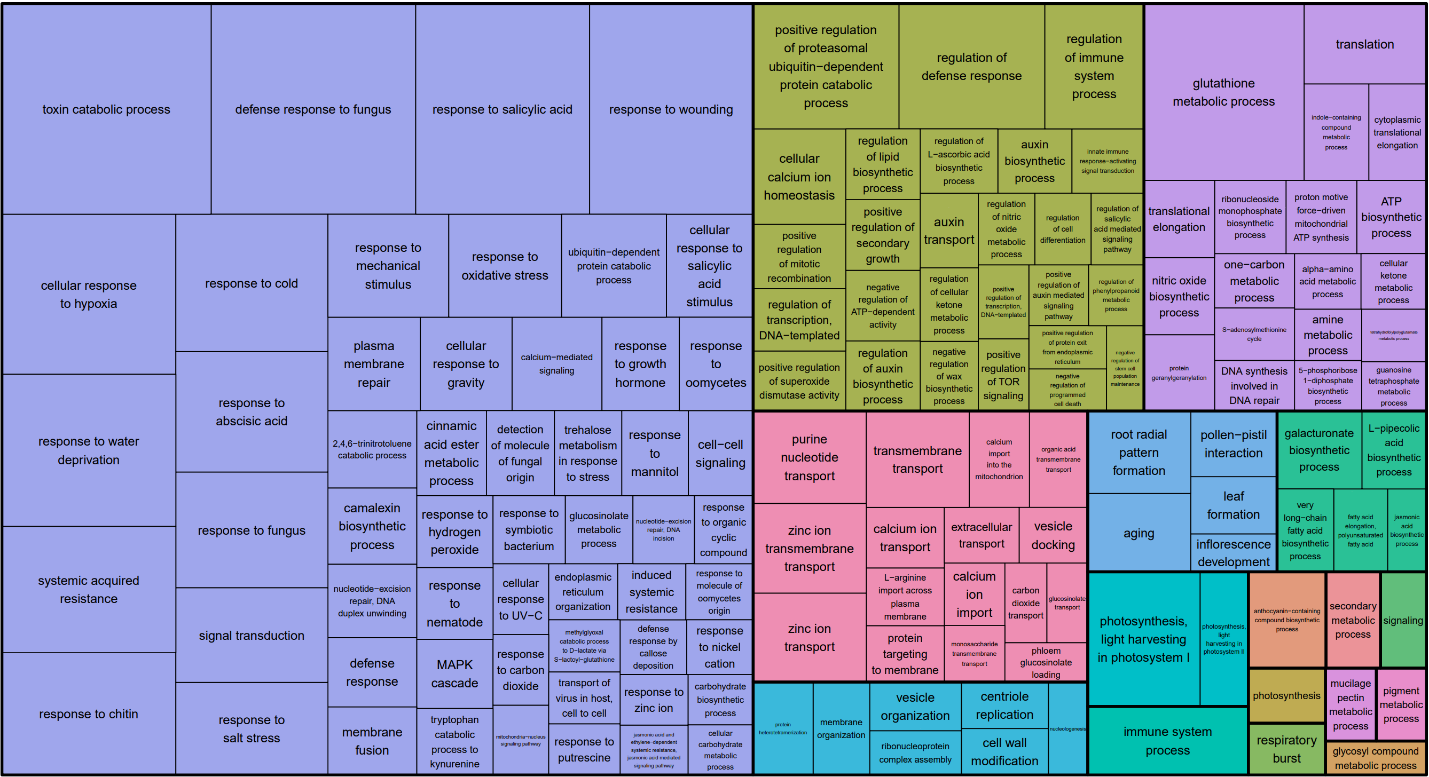 toxin catabolic process
defense response to fungus
response to salicylic acid
response to wounding
cellular response
to hypoxia
response to water
deprivation
systemic acquired
resistance
response to chitin
response to cold
response to
abscisic acid
response to fungus
signal transduction
response to
salt stress
response to
mechanical
stimulus
response to
oxidative stress
ubiquitin−dependent
protein catabolic
process
cellular
response to
salicylic
acid
stimulus
plasma
membrane
repair
cellular
response to
gravity
calcium−mediated
signaling
response
to growth
hormone
response
to
oomycetes
2,4,6−trinitrotoluene
catabolic process
camalexin
biosynthetic
process
nucleotide−excision
repair, DNA
duplex unwinding
defense
response
membrane
fusion
cinnamic
acid ester
metabolic
process
detection
of molecule
of fungal
origin
trehalose
metabolism
in response
to stress
response
to
mannitol
cell−cell
signaling
response to
hydrogen
peroxide
response to
symbiotic
bacterium
glucosinolate
metabolic
process
nucleotide−excision
repair, DNA
incision
response
to organic
cyclic
compound
response
to
nematode
MAPK
cascade
tryptophan
catabolic
process to
kynurenine
cellular
response
to UV−C
response
to carbon
dioxide
mitochondria−nucleus
signaling pathway
endoplasmic
reticulum
organization
induced
systemic
resistance
response to
molecule of
oomycetes
origin
methylglyoxal
catabolic process
to D−lactate via
S−lactoyl−glutathione
defense
response by
callose
deposition
response
to nickel
cation
transport of
virus in host,
cell to cell
response to
putrescine
response to
zinc ion
carbohydrate
biosynthetic
process
jasmonic acid and
ethylene−dependent
systemic resistance,
jasmonic acid mediated
signaling pathway
cellular
carbohydrate
metabolic
process
positive regulation
of proteasomal
ubiquitin−dependent
protein catabolic
process
regulation of
defense response
regulation
of immune
system
process
cellular
calcium ion
homeostasis
positive
regulation
of mitotic
recombination
regulation of
transcription,
DNA−templated
positive regulation
of superoxide
dismutase activity
regulation
of lipid
biosynthetic
process
regulation of
L−ascorbic acid
biosynthetic
process
auxin
biosynthetic
process
innate immune
response−activating
signal transduction
positive
regulation of
secondary
growth
auxin
transport
regulation
of nitric
oxide
metabolic
process
regulation
of cell
differentiation
regulation of
salicylic
acid mediated
signaling
pathway
negative
regulation of
ATP−dependent
activity
regulation
of cellular
ketone
metabolic
process
positive
regulation of
transcription,
DNA−templated
positive
regulation of
auxin mediated
signaling
pathway
regulation of
phenylpropanoid
metabolic
process
regulation
of auxin
biosynthetic
process
negative
regulation
of wax
biosynthetic
process
positive
regulation
of TOR
signaling
positive regulation
of protein exit
from endoplasmic
reticulum
negative
regulation of
programmed
cell death
negative
regulation of
stem cell
population
maintenance
glutathione
metabolic process
translation
indole−containing
compound
metabolic
process
cytoplasmic
translational
elongation
translational
elongation
ribonucleoside
monophosphate
biosynthetic
process
proton motive
force−driven
mitochondrial
ATP synthesis
ATP
biosynthetic
process
nitric oxide
biosynthetic
process
one−carbon
metabolic
process
alpha−amino
acid metabolic
process
cellular
ketone
metabolic
process
S−adenosylmethionine
cycle
amine
metabolic
process
metabolic process
protein
geranylgeranylation
DNA synthesis
involved in
DNA repair
5−phosphoribose
1−diphosphate
biosynthetic
process
guanosine
tetraphosphate
metabolic
process
purine
nucleotide
transport
zinc ion
transmembrane
transport
zinc ion
transport
transmembrane
transport
calcium
import
into the
mitochondrion
organic acid
transmembrane
transport
calcium ion
transport
extracellular
transport
vesicle
docking
L−arginine
import across
plasma
membrane
calcium
ion
import
carbon
dioxide
transport
glucosinolate
transport
protein
targeting
to membrane
monosaccharide
transmembrane
transport
phloem
glucosinolate
loading
protein
heterotrimerization
membrane
organization
vesicle
organization
ribonucleoprotein
complex assembly
centriole
replication
cell wall
modification
nucleologenesis
root radial
pattern
formation
aging
pollen−pistil
interaction
leaf
formation
inflorescence
development
galacturonate
biosynthetic
process
L−pipecolic
acid
biosynthetic
process
very
long−chain
fatty acid
biosynthetic
process
fatty acid
elongation,
polyunsaturated
fatty acid
jasmonic
acid
biosynthetic
process
photosynthesis,
light harvesting
in photosystem I
photosynthesis,
light
harvesting in
photosystem II
immune system
process
anthocyanin−containing
compound biosynthetic
process
secondary
metabolic
process
signaling
photosynthesis
respiratory
burst
mucilage
pectin
metabolic
process
pigment
metabolic
process
glycosyl compound
metabolic process